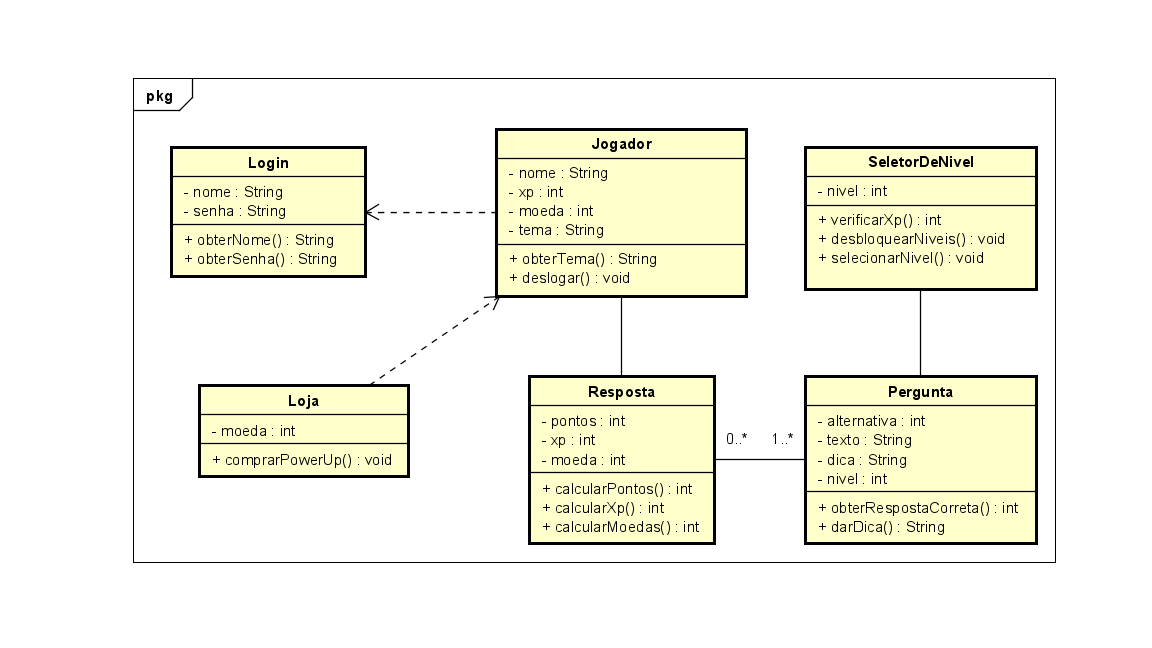 pkg
Login
- nome : String
- senha : String
+ obterNome() : String
+ obterSenha() : String
Jogador
- nome : String
- xp : int
- moeda : int
- tema : String
+ obterTema() : String
+ deslogar() : void
SeletorDeNivel
- nivel : int
+ verificarXp() : int
+ desbloquearNiveis() : void
+ selecionarNivel() : void
Loja
- moeda : int
+ comprarPowerUp() : void
Resposta
- pontos : int
- xp : int
- moeda : int
+ calcularPontos() : int
+ calcularXp() : int
+ calcularMoedas() : int
0..* 1..*
Pergunta
- alternativa : int
- texto : String
- dica : String
- nivel : int
+ obterRespostaCorreta() : int
+ darDica() : String